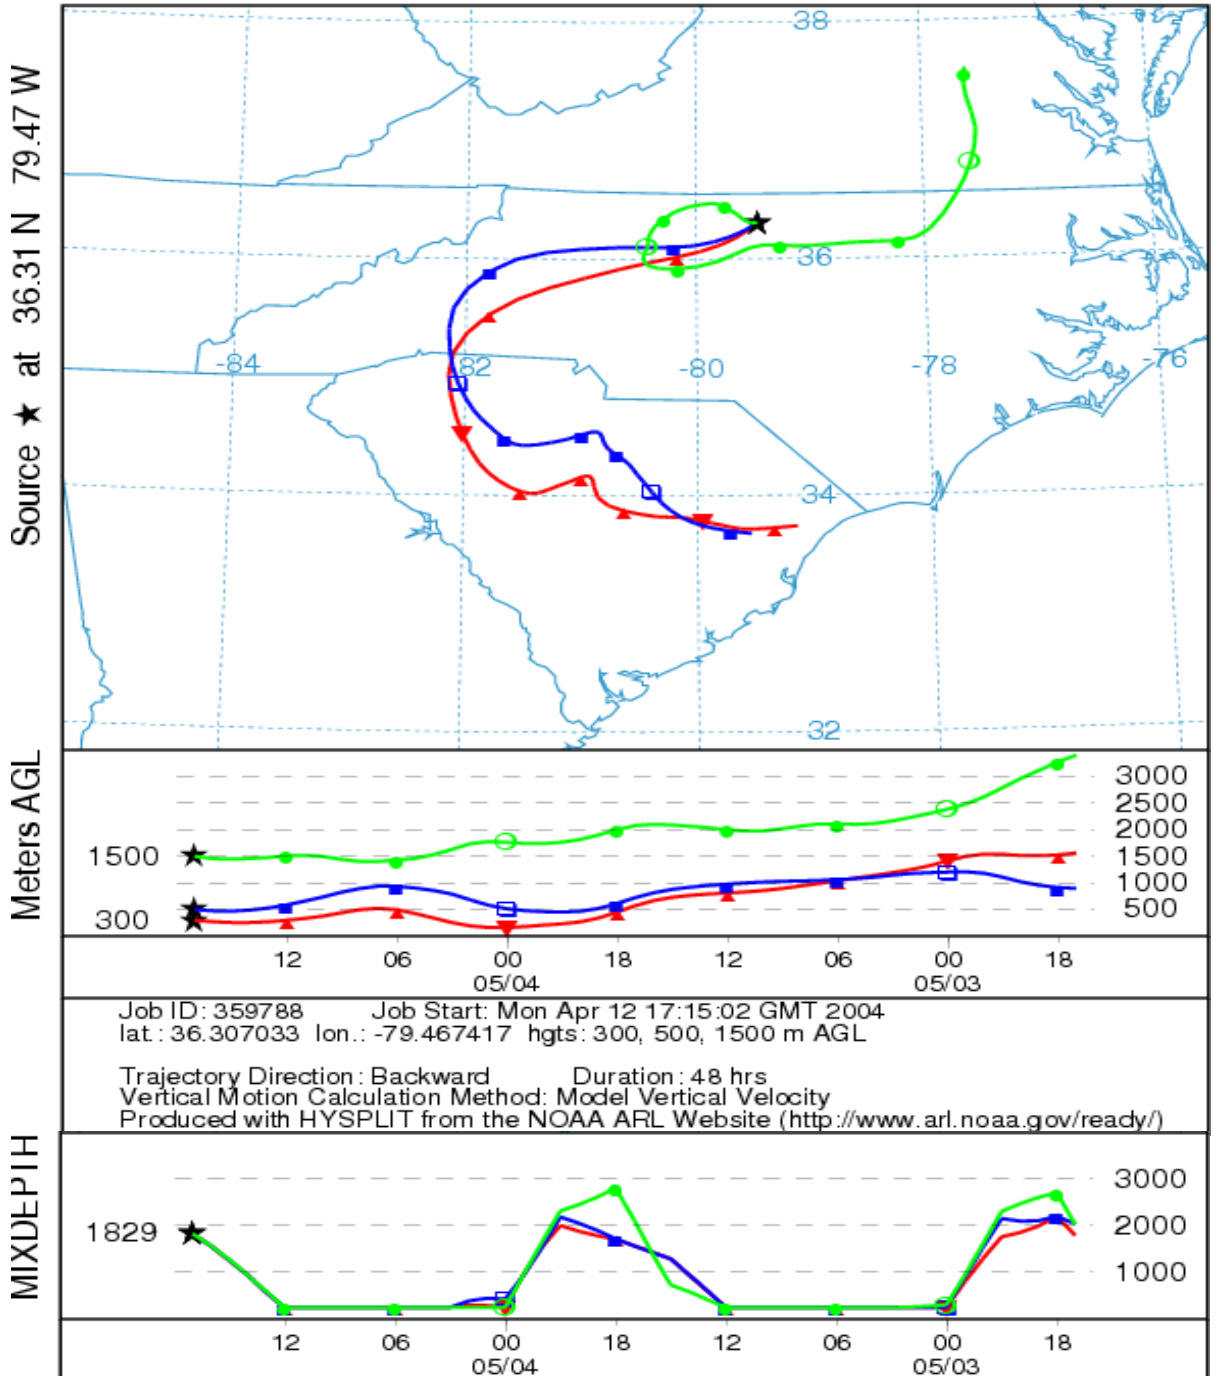 Source ★ at 36.31 N 79.47 W
38
36
-84
82
-80
-78
-76
34
32
Meters AGL
1500
300
3000
2500
2000
1500
1000
500
12 06 00 18 12 06 00 18
05/04 05/03
Job ID: 359788 Job Start: Mon Apr 12 17:15:02 GMT 2004
lat.: 36.307033 lon.: -79.467417 hgts: 300, 500, 1500 m AGL
Trajectory Direction: Backward Duration: 48 hrs
Vertical Motion Calculation Method: Model Vertical Velocity
Produced with HYSPLIT from the NOAA ARL Website (http://www.arl.noaa.gov/ready/)
MIXDEPTH
1829
3000
2000
1000
12 06 00 18 12 06 00 18
05/04 05/03